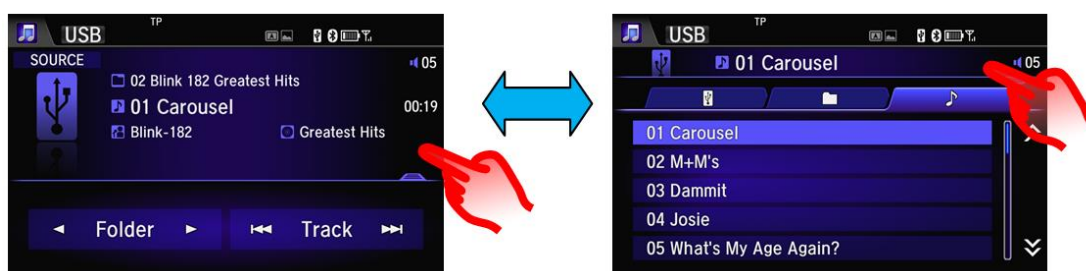 USB TP
SOURCE
05
02 Blink 182 Greatest Hits
01 Carousel 00:19
Blink-182 Greatest Hits
Folder Track
USB TP
01 Carousel 05
01 Carousel
02 M+M's
03 Dammit
04 Josie
05 What's My Age Again?